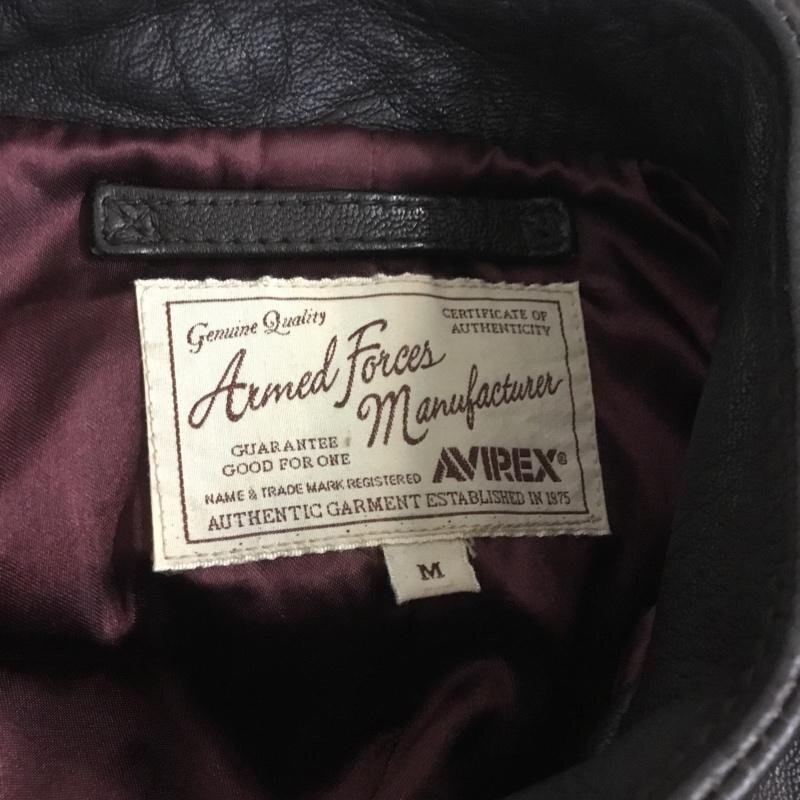 Genuine Quality
CERTIFICATE OF
AUTHENTICITY
Armed Forces
Manufacturer
GUARANTEE
GOOD FOR ONE
AVIREX®
NAME & TRADE MARK REGISTERED
AUTHENTIC GARMENT ESTABLISHED IN 1975
M